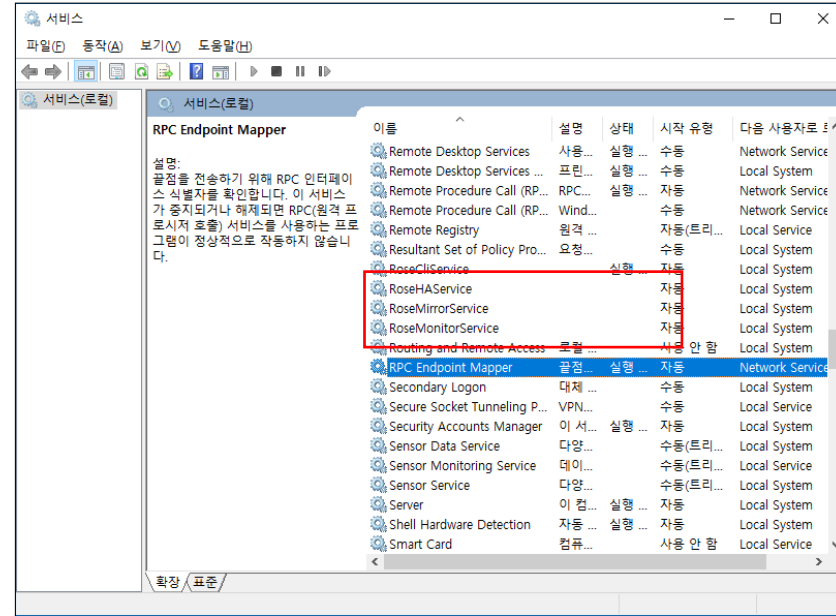 서비스
파일(F) 동작(A) 보기(V) 도움말(H)
서비스(로컬)
서비스(로컬)
RPC Endpoint Mapper
설명:
끝점을 전송하기 위해 RPC 인터페이
스 식별자를 확인합니다. 이 서비스
가 중지되거나 해제되면 RPC(원격 프
로시저 호출) 서비스를 사용하는 프로
그램이 정상적으로 작동하지 않습니
다.
이름 설명 상태 시작 유형 다음 사용자로
Remote Desktop Services 사용... 실행 ... 수동 Network Service
Remote Desktop Services ... 프린... 실행 ... 수동 Local System
Remote Procedure Call (RP... RPC... 실행 ... 자동 Network Service
Remote Procedure Call (RP... Wind... 수동 Network Service
Remote Registry 원격 ... 자동(트리... Local Service
Resultant Set of Policy Pro... 요청... 수동 Local System
RoseCliService 실행 ... 자동 Local System
RoseHAService 자동 Local System
RoseMirrorService 자동 Local System
RoseMonitorService 자동 Local System
Routing and Remote Access 로컬 ... 사용 안 함 Local System
RPC Endpoint Mapper 끝점... 실행 ... 자동 Network Service
Secondary Logon 대체 ... 수동 Local System
Secure Socket Tunneling P... VPN... 수동 Local Service
Security Accounts Manager 이 서... 실행 ... 자동 Local System
Sensor Data Service 다양... 수동(트리... Local System
Sensor Monitoring Service 데이... 수동(트리... Local Service
Sensor Service 다양... 수동(트리... Local System
Server 이 컴... 실행 ... 자동 Local System
Shell Hardware Detection 자동 ... 실행 ... 자동 Local System
Smart Card 컴퓨... 사용 안 함 Local Service
확장 표준